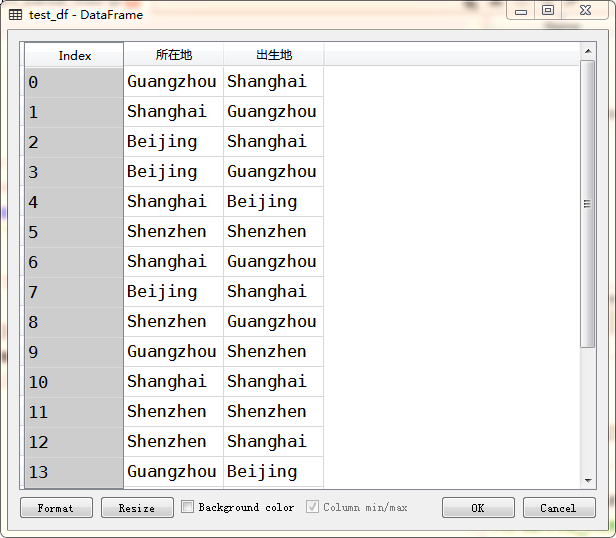 test_df - DataFrame
Index 所在地 出生地
0 Guangzhou Shanghai
1 Shanghai Guangzhou
2 Beijing Shanghai
3 Beijing Guangzhou
4 Shanghai Beijing
5 Shenzhen Shenzhen
6 Shanghai Guangzhou
7 Beijing Shanghai
8 Shenzhen Guangzhou
9 Guangzhou Shenzhen
10 Shanghai Shanghai
11 Shenzhen Shenzhen
12 Shenzhen Shanghai
13 Guangzhou Beijing
Format Resize Background color Column min/max OK Cancel